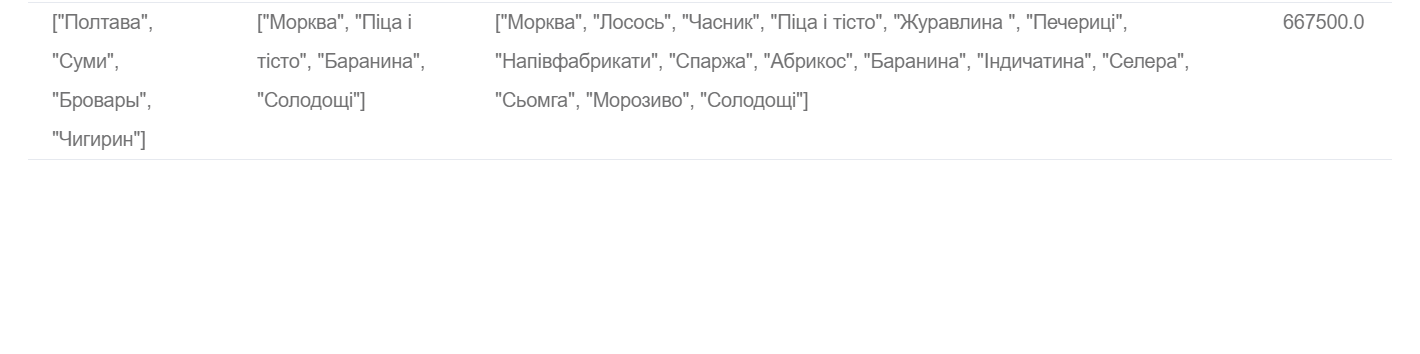 ["Полтава", ["Морква", "Піца і ["Морква", "Лосось", "Часник", "Піца і тісто", "Журавлина ", "Печериці", 667500.0
"Суми", тісто", "Баранина", "Напівфабрикати", "Спаржа", "Абрикос", "Баранина", "Індичатина", "Селера",
"Бровары", "Солодощі"] "Сьомга", "Морозиво", "Солодощі"]
"Чигирин"]